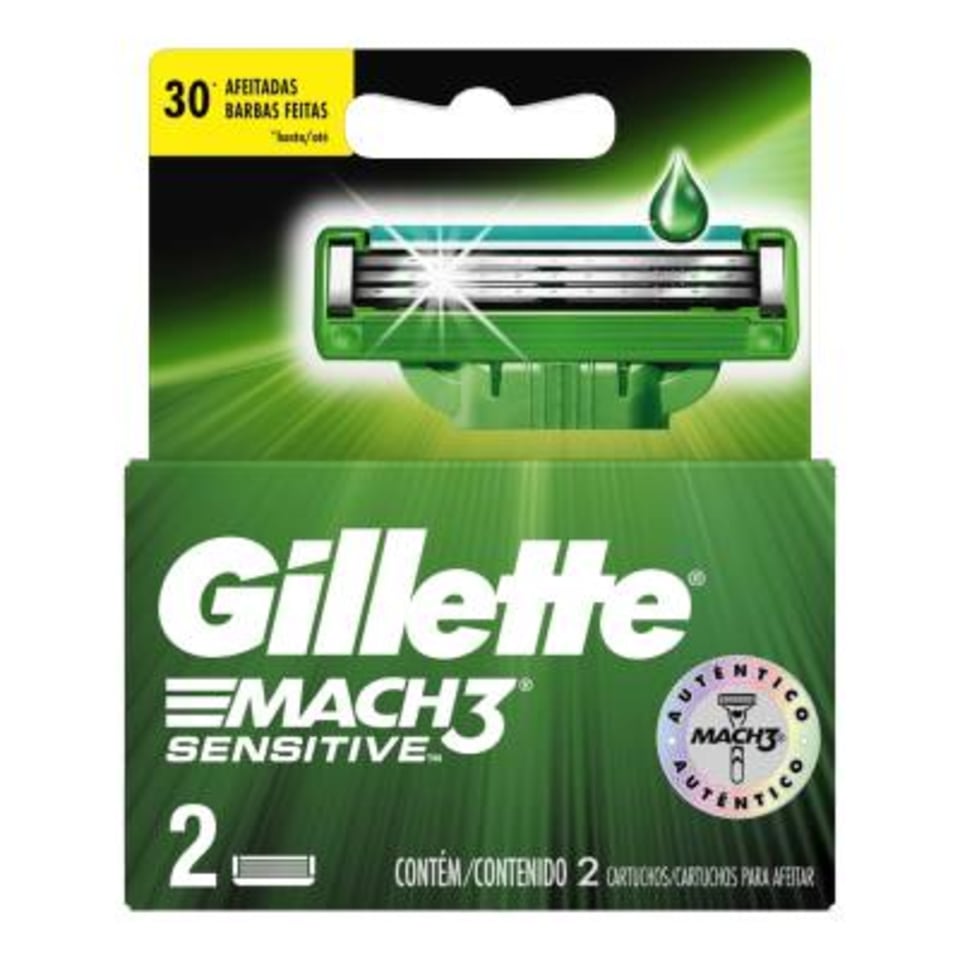 30* AFEITADAS
BARBAS FEITAS
*hasta/até
Gillette®
MACH3®
SENSITIVE™
AUTÊNTICO
MACH3®
AUTÉNTICO
2
CONTÉM/CONTENIDO 2 CARTUCHOS/CARTUCHOS PARA AFEITAR